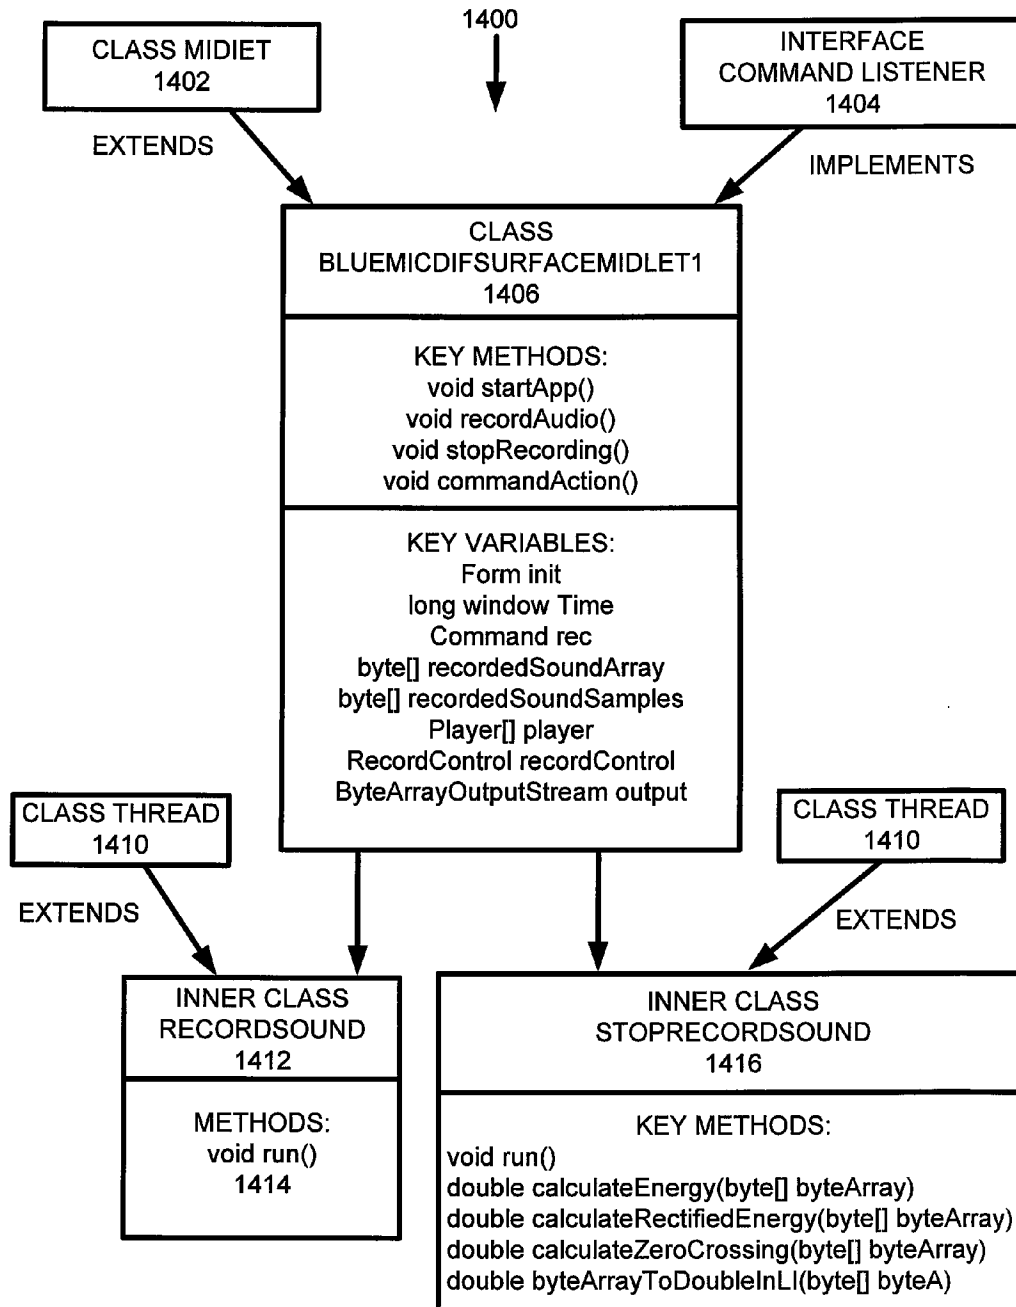 1400
CLASS MIDIET
1402
INTERFACE
COMMAND LISTENER
1404
EXTENDS
IMPLEMENTS
CLASS
BLUEMICDIFSURFACEMIDLET1
1406
KEY METHODS:
void startApp()
void recordAudio()
void stopRecording()
void commandAction()
KEY VARIABLES:
Form init
long window Time
Command rec
byte[] recordedSoundArray
byte[] recordedSoundSamples
Player[] player
RecordControl recordControl
ByteArrayOutputStream output
CLASS THREAD
1410
CLASS THREAD
1410
EXTENDS
EXTENDS
INNER CLASS
RECORDSOUND
1412
METHODS:
void run()
1414
INNER CLASS
STOPRECORDSOUND
1416
KEY METHODS:
void run()
double calculateEnergy(byte[] byteArray)
double calculateRectifiedEnergy(byte[] byteArray)
double calculateZeroCrossing(byte[] byteArray)
double byteArrayToDoubleInLI(byte[] byteA)